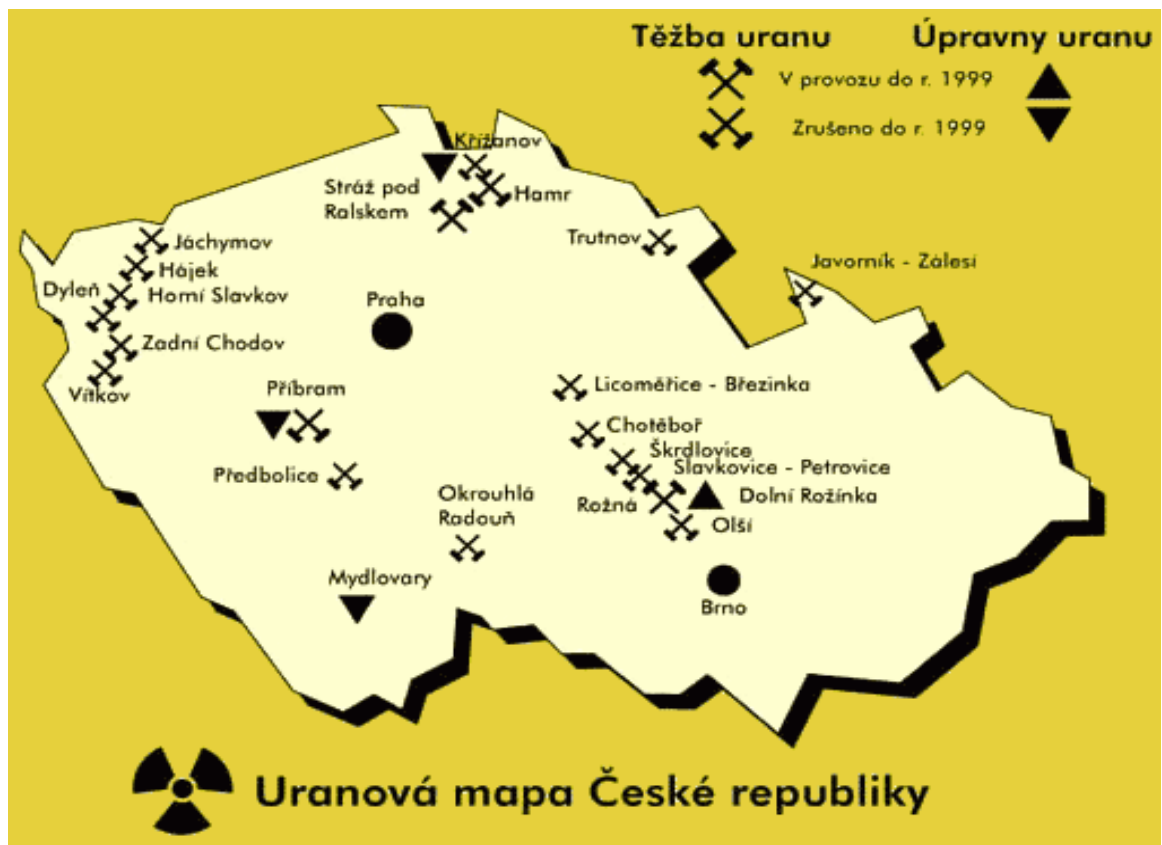 Těžba uranu
Úpravny uranu
V provozu do r. 1999
Zrušeno do r. 1999
Křížanov
Stráž pod
Ralskem
Hamr
Trutnov
Jáchymov
Hájek
Javorník - Zálesí
Dyleň
Horní Slavkov
Praha
Zadní Chodov
Vítkov
Příbram
Licoměřice - Březinka
Chotěboř
Škrdlovice
Slavkovice - Petrovice
Předbolice
Okrouhlá
Radouň
Rožná
Dolní Rožínka
Olší
Mydlovary
Brno
Uranová mapa České republiky